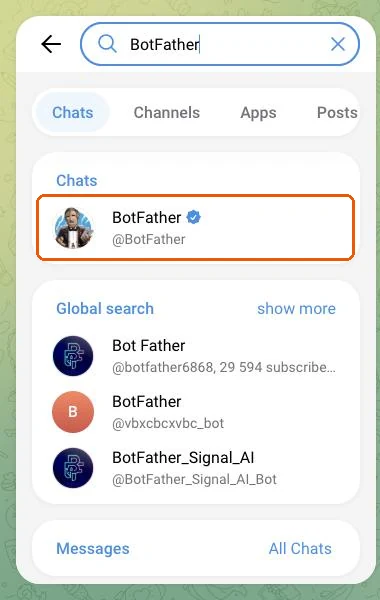 BotFather
Chats Channels Apps Posts
Chats
BotFather
@BotFather
Global search show more
Bot Father
@botfather6868, 29 594 subscribe...
B
BotFather
@vbxcbcxvbc_bot
BotFather_Signal_AI
@BotFather_Signal_AI_Bot
Messages All Chats